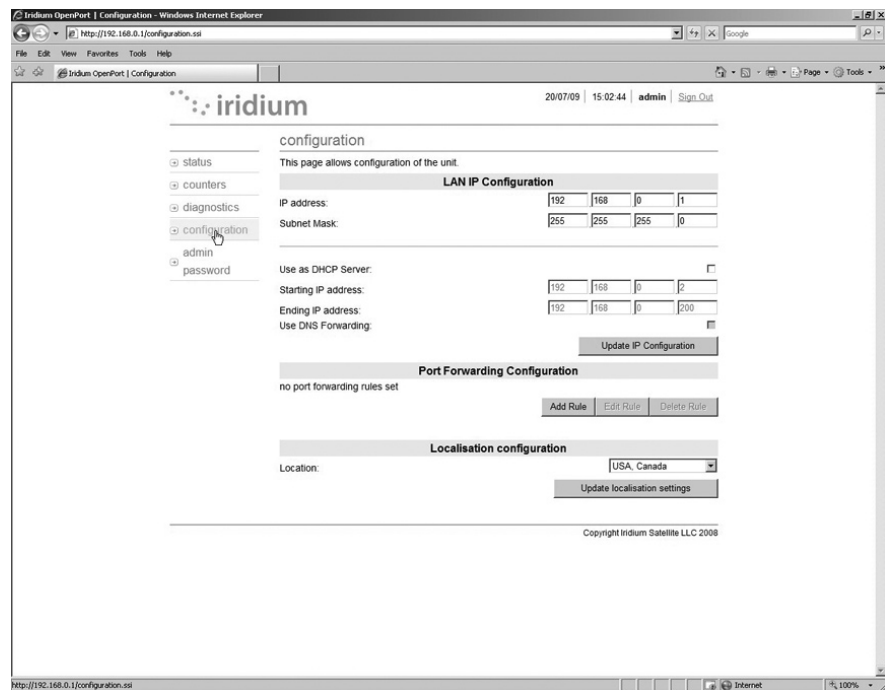 Iridium OpenPort | Configuration - Windows Internet Explorer
http://192.168.0.1/configuration.ssi
Google
File Edit View Favorites Tools Help
Iridium OpenPort | Configuration
Page Tools »
iridium
20/07/09 | 15:02:44 | admin | Sign Out
configuration
status
counters
diagnostics
configuration
admin
password
This page allows configuration of the unit.
LAN IP Configuration
IP address: 192 168 0 1
Subnet Mask: 255 255 255 0
Use as DHCP Server:
Starting IP address: 192 168 0 2
Ending IP address: 192 168 0 200
Use DNS Forwarding:
Update IP Configuration
Port Forwarding Configuration
no port forwarding rules set
Add Rule Edit Rule Delete Rule
Localisation configuration
Location: USA, Canada
Update localisation settings
Copyright Iridium Satellite LLC 2008
http://192.168.0.1/configuration.ssi
Internet
100%